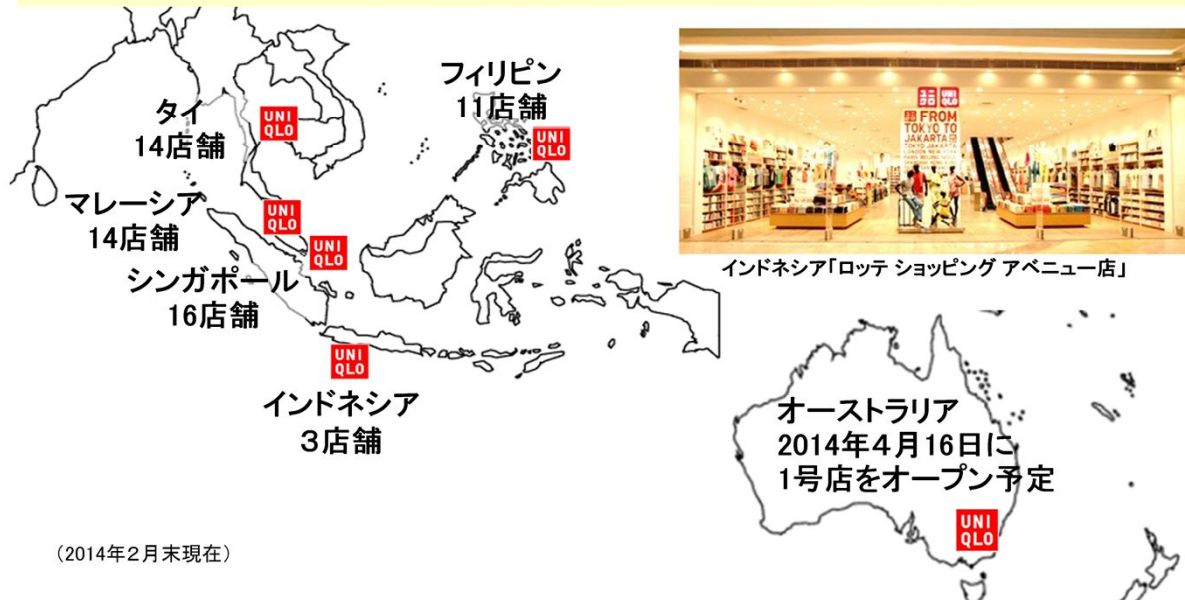 フィリピン
11店舗
タイ
14店舗
UNI
QLO
UNI
QLO
マレーシア
14店舗
UNI
QLO
UNI
QLO
シンガポール
16店舗
UNI
QLO
インドネシア
３店舗
ユニ
クロ
UNI
QLO
FROM
TOKYO TO
JAKARTA
インドネシア「ロッテ ショッピング アベニュー店」
オーストラリア
2014年４月16日に
1号店をオープン予定
UNI
QLO
（2014年２月末現在）